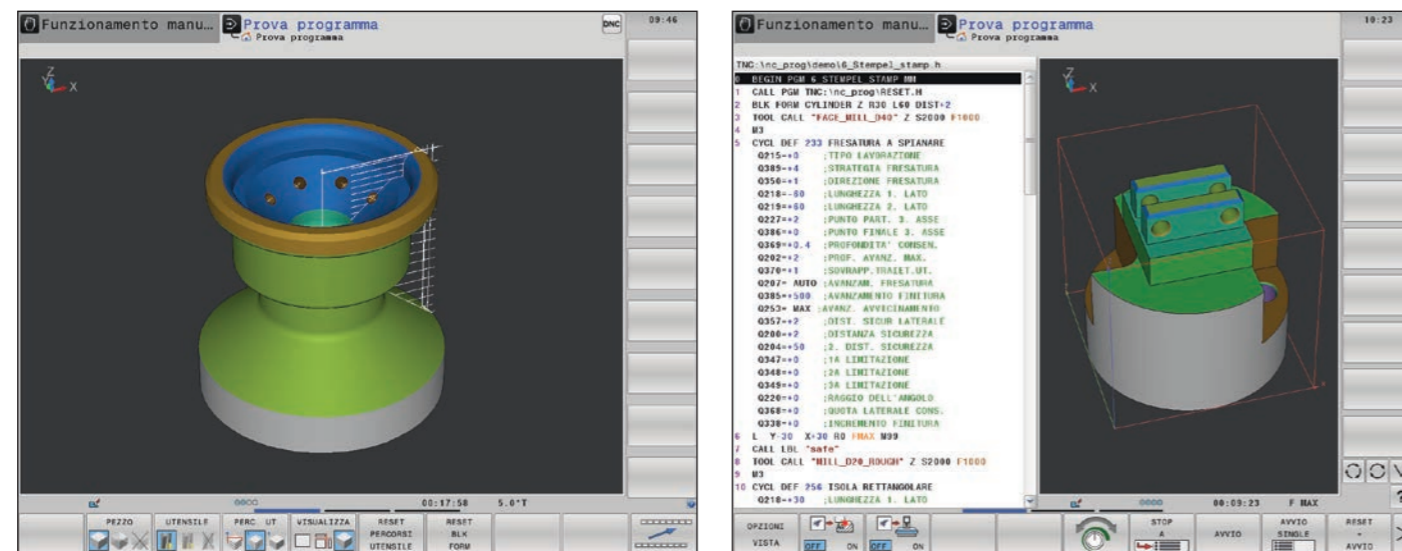 Funzionamento manu…
Prova programma
Prova programma
DNC
09:46
Z
Y
X
0000
00:17:58
5.0*T
PEZZO
UTENSILE
PERC. UT
VISUALIZZA
RESET
PERCORSI
UTENSILE
RESET
BLK
FORM
Funzionamento manu…
Prova programma
Prova programma
10:23
TNC:\nc_prog\demo\6_Stempel_stamp.h
0 BEGIN PGM 6_STEMPEL_STAMP MM
1 CALL PGM TNC:\nc_prog\RESET.H
2 BLK FORM CYLINDER Z R30 L60 DIST+2
3 TOOL CALL "FACE_MILL_D40" Z S2000 F1000
4 M3
5 CYCL DEF 233 FRESATURA A SPIANARE
Q215=+0 ;TIPO LAVORAZIONE
Q389=+4 ;STRATEGIA FRESATURA
Q350=+1 ;DIREZIONE FRESATURA
Q218=-60 ;LUNGHEZZA 1. LATO
Q219=+60 ;LUNGHEZZA 2. LATO
Q227=+2 ;PUNTO PART. 3. ASSE
Q386=+0 ;PUNTO FINALE 3. ASSE
Q369=+0.4 ;PROFONDITA' CONSEN.
Q202=+2 ;PROF. AVANZ. MAX.
Q370=+1 ;SOVRAPP.TRAIET.UT.
Q207= AUTO ;AVANZAM. FRESATURA
Q385=+500 ;AVANZAMENTO FINITURA
Q253= MAX ;AVANZ. AVVICINAMENTO
Q357=+2 ;DIST. SICUR LATERALE
Q200=+2 ;DISTANZA SICUREZZA
Q204=+50 ;2. DIST. SICUREZZA
Q347=+0 ;1A LIMITAZIONE
Q348=+0 ;2A LIMITAZIONE
Q349=+0 ;3A LIMITAZIONE
Q220=+0 ;RAGGIO DELL'ANGOLO
Q368=+0 ;QUOTA LATERALE CONS.
Q338=+0 ;INCREMENTO FINITURA
6 L Y-30 X+30 R0 FMAX M99
7 CALL LBL "safe"
8 TOOL CALL "MILL_D20_ROUGH" Z S2000 F1000
9 M3
10 CYCL DEF 256 ISOLA RETTANGOLARE
Q218=+30 ;LUNGHEZZA 1. LATO
Z
Y
X
0000
00:09:23
F MAX
OPZIONI
VISTA
OFF ON
OFF ON
STOP
A
AVVIO
AVVIO
SINGLE
RESET
+
AVVIO